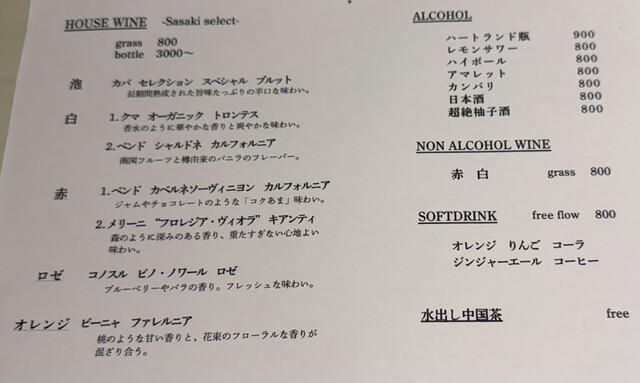 HOUSE WINE -Sasaki select-
grass 800
bottle 3000～
泡 カバ セレクション スペシャル ブルット
長期間熟成された旨味たっぷりの辛口な味わい。
白 1.クマ オーガニック トロンテス
香水のように華やかな香りと爽やかな味わい。
2.ベンド シャルドネ カルフォルニア
南国フルーツと樽由来のバニラのフレーバー。
赤 1.ベンド カベルネソーヴィニヨン カルフォルニア
ジャムやチョコレートのような「コクあま」味わい。
2.メリーニ “フロレジア・ヴィオラ” キアンティ
森のように深みのある香り、重たすぎない心地よい
味わい。
ロゼ コノスル ピノ・ノワール ロゼ
ブルーベリーやバラの香り。フレッシュな味わい。
オレンジ ピーニャ ファレルニア
桃のような甘い香りと、花束のフローラルな香りが
混ざり合う。
ALCOHOL
ハートランド瓶 900
レモンサワー 800
ハイボール 800
アマレット 800
カンパリ 800
日本酒 800
超絶柚子酒 800
NON ALCOHOL WINE
赤 白 grass 800
SOFTDRINK free flow 800
オレンジ りんご コーラ
ジンジャーエール コーヒー
水出し中国茶 free